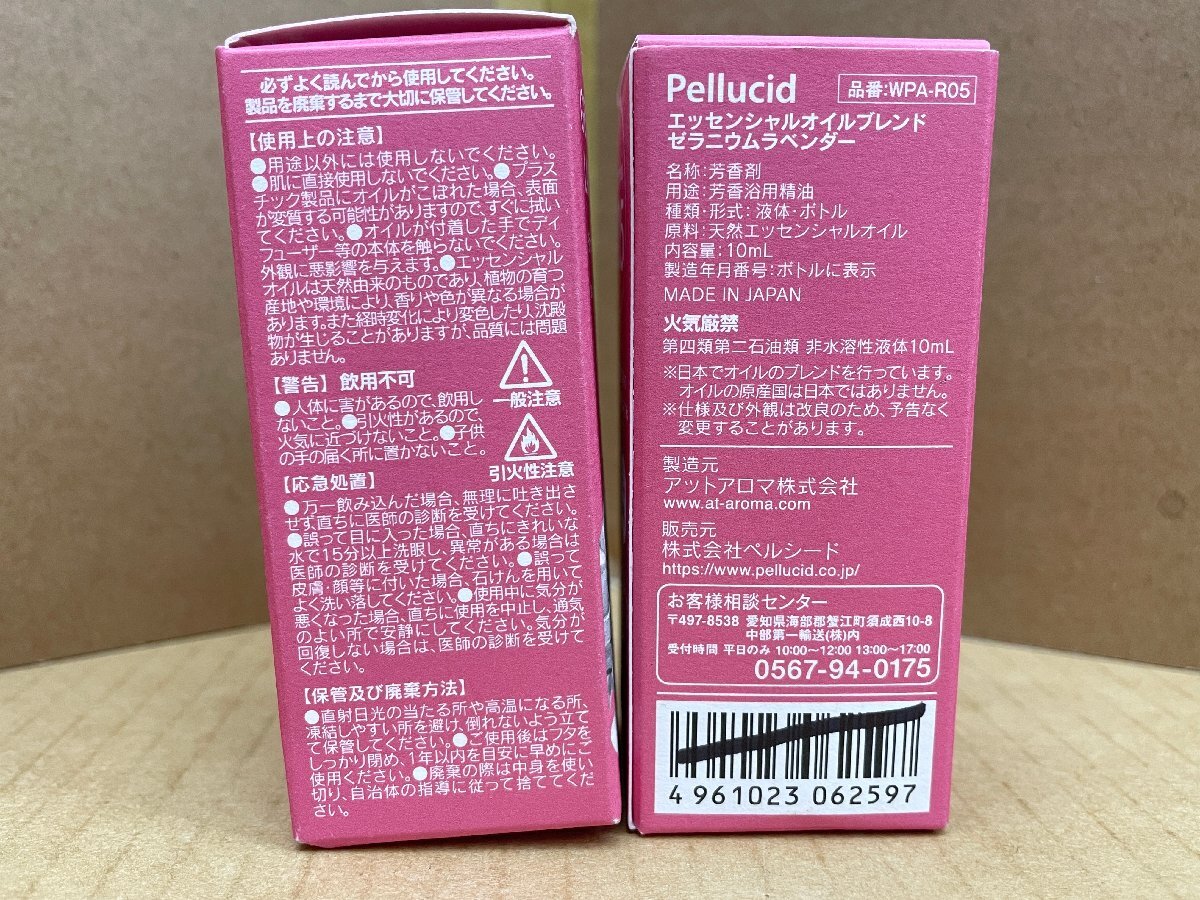 必ずよく読んでから使用してください。
製品を廃棄するまで大切に保管してください。
【使用上の注意】
●用途以外には使用しないでください。
●肌に直接使用しないでください。●プラス
チック製品にオイルがこぼれた場合、表面
が変質する可能性がありますので、すぐに拭い
てください。●オイルが付着した手でディ
フューザー等の本体を触らないでください。
外観に悪影響を与えます。●エッセンシャル
オイルは天然由来のものであり、植物の育つ
産地や環境により、香りや色が異なる場合が
あります。また経時変化により変色したり、沈殿
物が生じることがありますが、品質には問題
ありません。
【警告】飲用不可
●人体に害があるので、飲用し
ないこと。●引火性があるので、
火気に近づけないこと。●子供
の手の届く所に置かないこと。
一般注意
引火性注意
【応急処置】
●万一飲み込んだ場合、無理に吐き出さ
せず直ちに医師の診断を受けてください。
●誤って目に入った場合、直ちにきれいな
水で15分以上洗眼し、異常がある場合は
医師の診断を受けてください。●誤って
皮膚・顔等に付いた場合、石けんを用いて
よく洗い落してください。●使用中に気分が
悪くなった場合、直ちに使用を中止し、通気
のよい所で安静にしてください。気分が
回復しない場合は、医師の診断を受けて
ください。
【保管及び廃棄方法】
●直射日光の当たる所や高温になる所、
凍結しやすい所を避け、倒れないよう立て
て保管してください。●ご使用後はフタを
しっかり閉め、1年以内を目安に早めにご
使用ください。●廃棄の際は中身を使い
切り、自治体の指導に従って捨ててくだ
さい。
Pellucid
品番:WPA-R05
エッセンシャルオイルブレンド
ゼラニウムラベンダー
名称:芳香剤
用途:芳香浴用精油
種類・形式:液体・ボトル
原料:天然エッセンシャルオイル
内容量:10mL
製造年月番号:ボトルに表示
MADE IN JAPAN
火気厳禁
第四類第二石油類 非水溶性液体10mL
※日本でオイルのブレンドを行っています。
オイルの原産国は日本ではありません。
※仕様及び外観は改良のため、予告なく
変更することがあります。
製造元
アットアロマ株式会社
www.at-aroma.com
販売元
株式会社ペルシード
https://www.pellucid.co.jp/
お客様相談センター
〒497-8538 愛知県海部郡蟹江町須成西10-8
中部第一輸送(株)内
受付時間 平日のみ 10:00〜12:00 13:00〜17:00
0567-94-0175
4 961023 062597